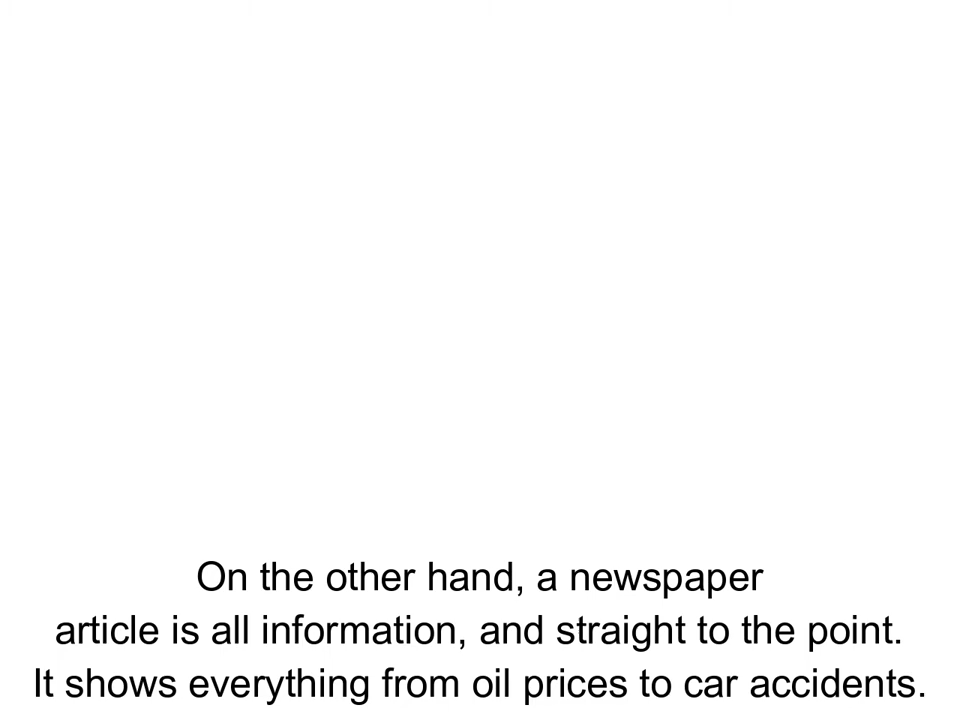 On the other hand, a newspaper
article is all information, and straight to the point.
It shows everything from oil prices to car accidents.